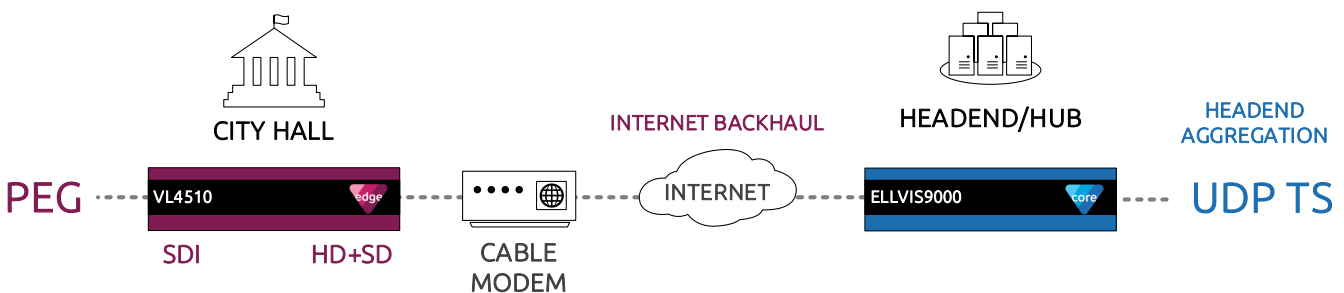 CITY HALL
INTERNET BACKHAUL
HEADEND/HUB
HEADEND
AGGREGATION
PEG
VL4510
edge
INTERNET
ELLVIS9000
core
UDP TS
SDI
HD+SD
CABLE
MODEM